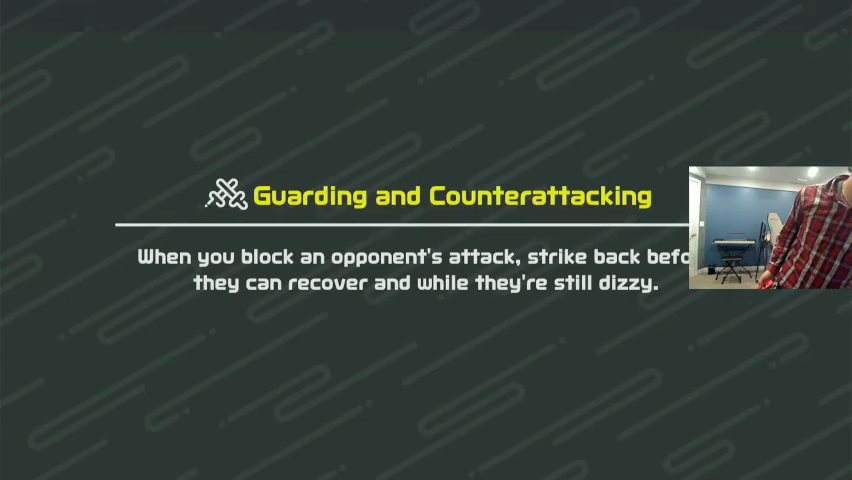 Guarding and Counterattacking
When you block an opponent's attack, strike back
they can recover and while they're still dizzy.